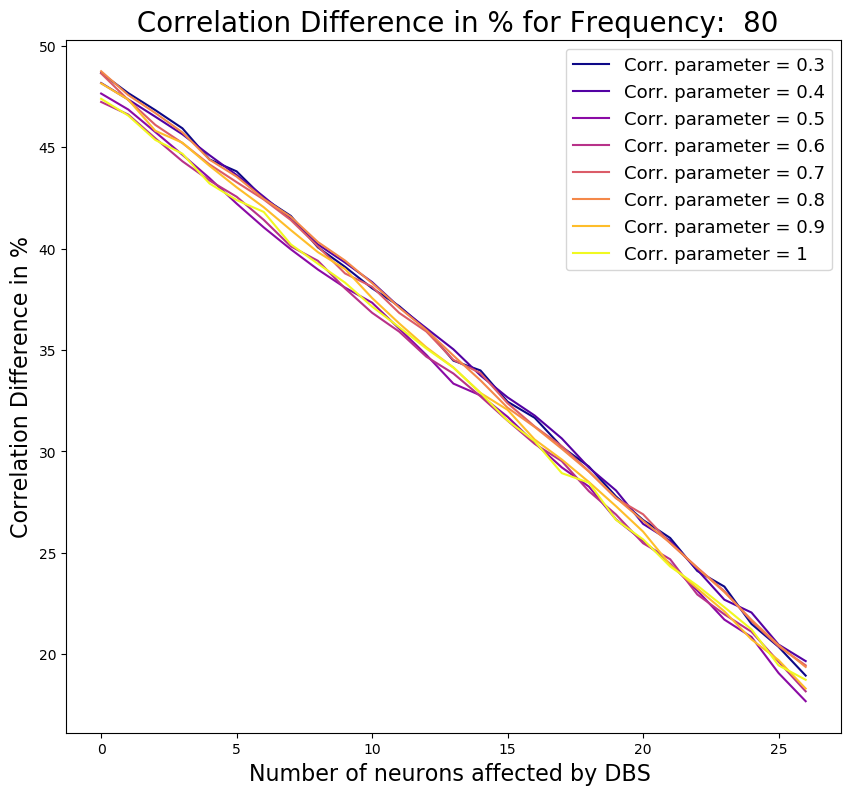 Correlation Difference in % for Frequency:  80
Corr. parameter = 0.3
Corr. parameter = 0.4
Corr. parameter = 0.5
Corr. parameter = 0.6
Corr. parameter = 0.7
Corr. parameter = 0.8
Corr. parameter = 0.9
Corr. parameter = 1
Correlation Difference in %
50
45
40
35
30
25
20
0 5 10 15 20 25
Number of neurons affected by DBS